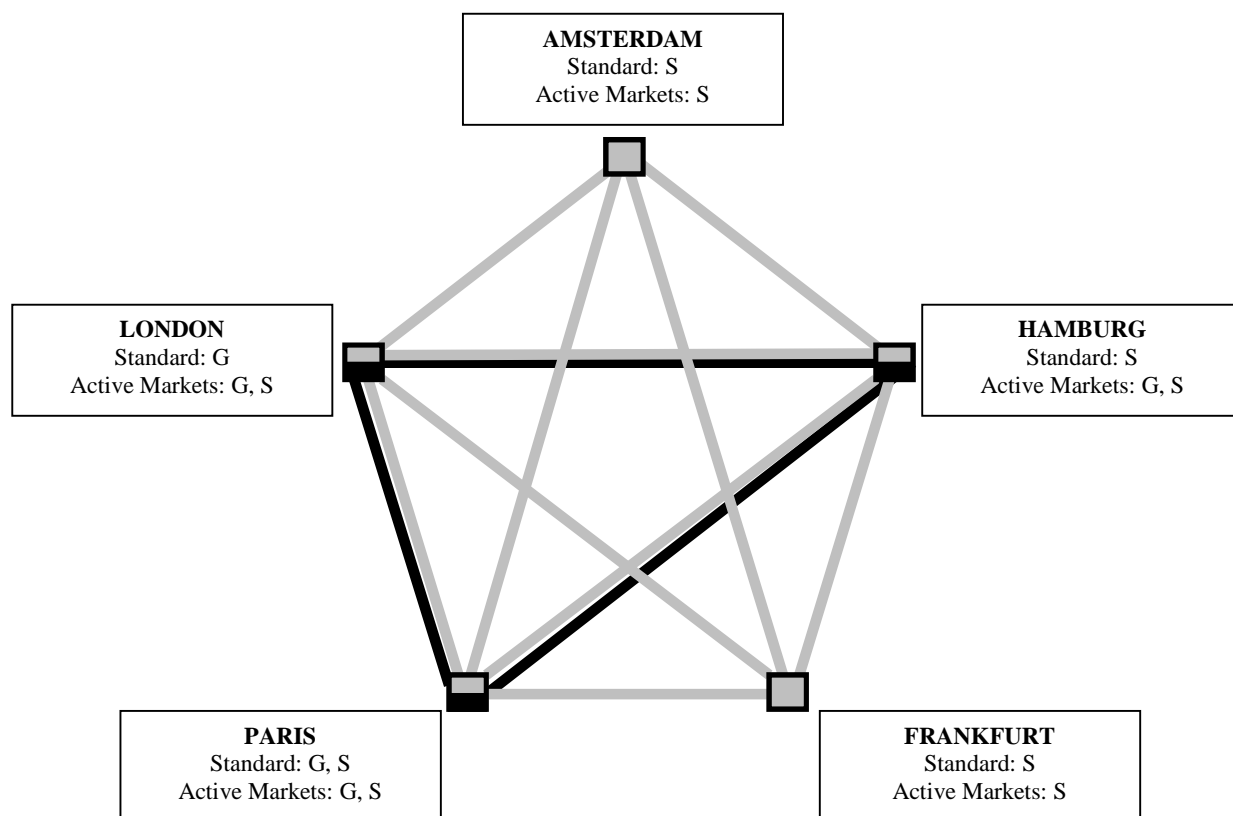 AMSTERDAM
Standard: S
Active Markets: S
LONDON
Standard: G
Active Markets: G, S
HAMBURG
Standard: S
Active Markets: G, S
PARIS
Standard: G, S
Active Markets: G, S
FRANKFURT
Standard: S
Active Markets: S